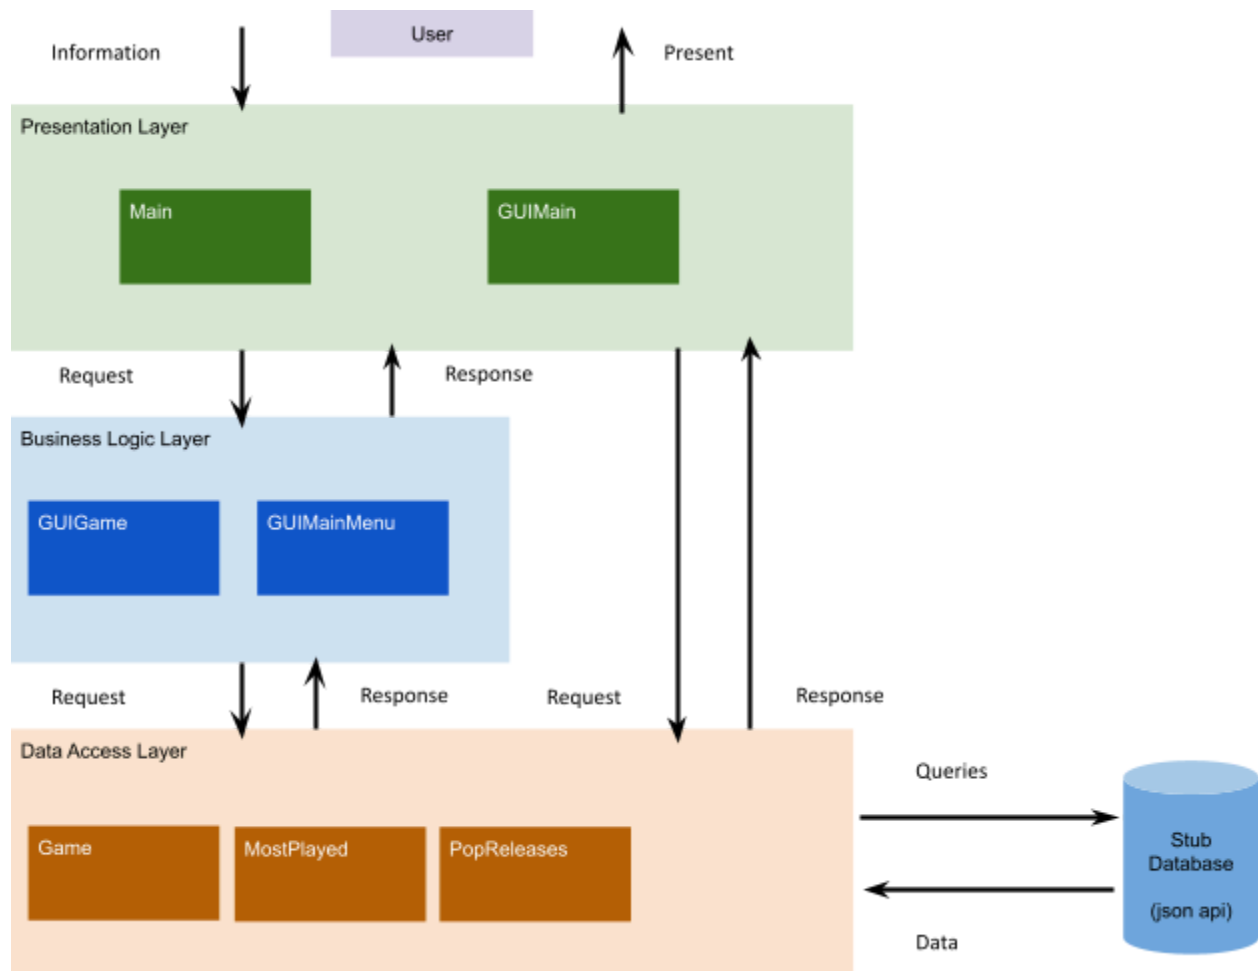 User
Information
Present
Presentation Layer
Main
GUIMain
Request
Response
Business Logic Layer
GUIGame
GUIMainMenu
Request
Response
Request
Response
Data Access Layer
Game
MostPlayed
PopReleases
Queries
Stub
Database
(json api)
Data